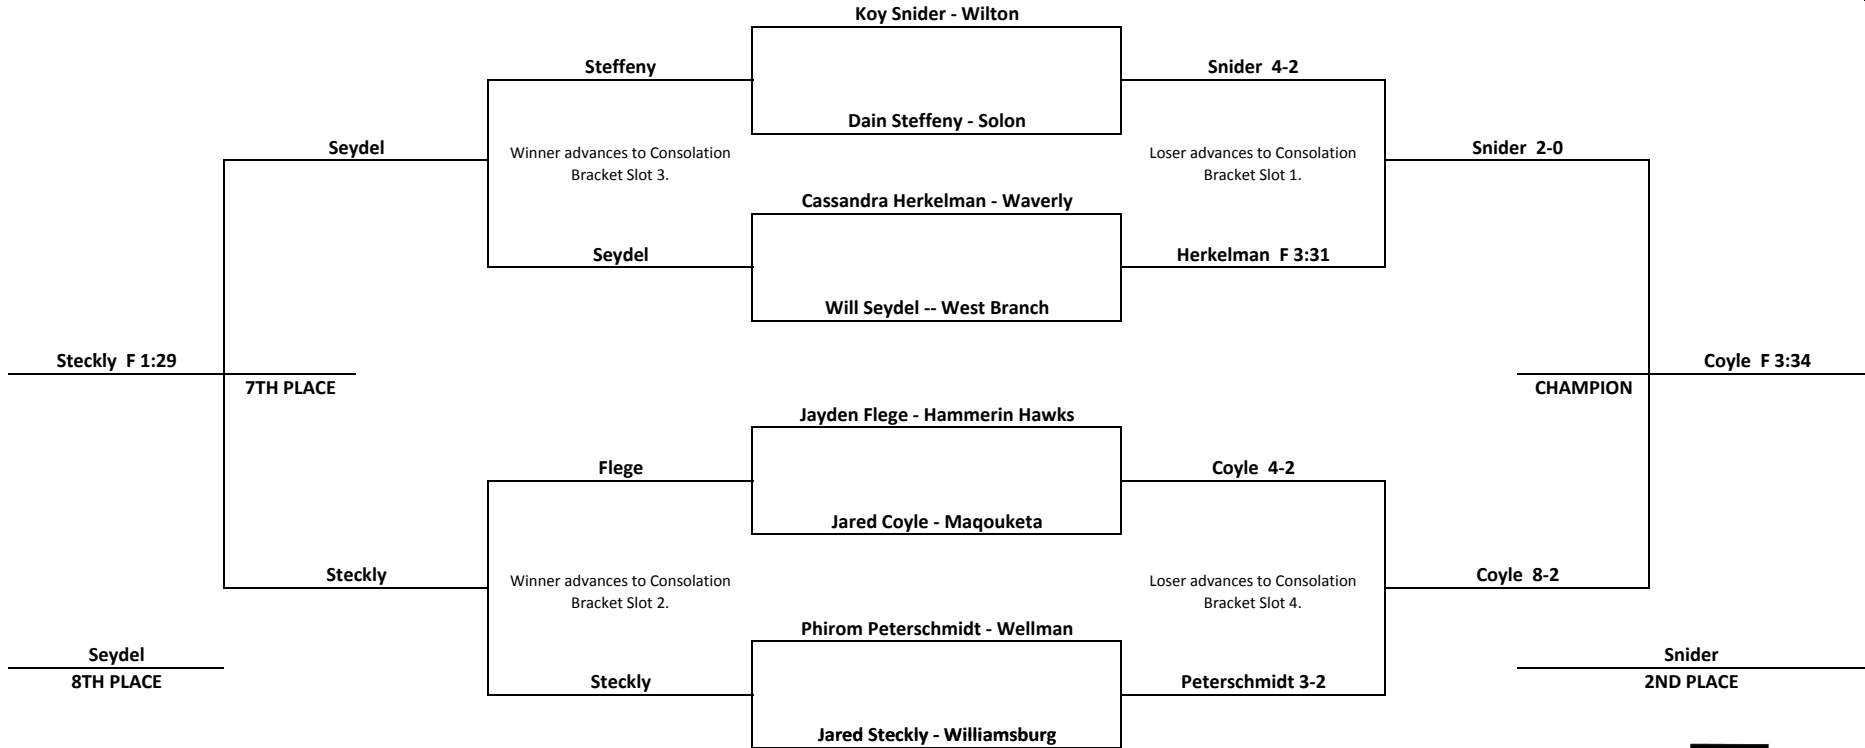 Koy Snider - Wilton
Steffeny
Snider  4-2
Dain Steffeny - Solon
Seydel
Winner advances to Consolation
Bracket Slot 3.
Loser advances to Consolation
Bracket Slot 1.
Snider  2-0
Cassandra Herkelman - Waverly
Seydel
Herkelman  F 3:31
Will Seydel -- West Branch
Steckly  F 1:29
7TH PLACE
Coyle  F 3:34
CHAMPION
Jayden Flege - Hammerin Hawks
Flege
Coyle  4-2
Jared Coyle - Maqouketa
Steckly
Winner advances to Consolation
Bracket Slot 2.
Loser advances to Consolation
Bracket Slot 4.
Coyle  8-2
Phirom Peterschmidt - Wellman
Seydel
8TH PLACE
Steckly
Peterschmidt 3-2
Snider
2ND PLACE
Jared Steckly - Williamsburg